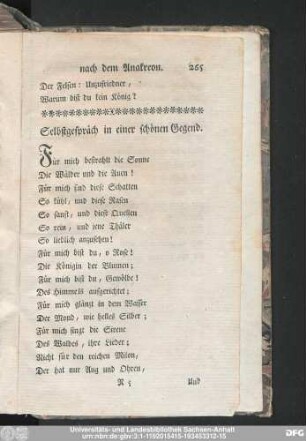 nach dem Anakreon. 265
Der Felsen: Unzufriedner,
Warum bist du kein König?
Selbstgespräch in einer schönen Gegend.
Für mich bestrahlt die Sonne
Die Wälder und die Auen!
Für mich sind diese Schatten
So kühl, und diese Rasen
So sanft, und diese Quellen
So rein, und jene Thäler
So lieblich anzusehen!
Für mich bist du, o Rose!
Die Königin der Blumen;
Für mich bist du, Gewölbe!
Des Himmels aufgerichtet;
Für mich glänzt in dem Wasser
Der Mond, wie helles Silber;
Für mich singt die Sirene
Des Waldes, ihre Lieder;
Nicht für den reichen Milon,
Der hat nur Aug und Ohren,
R 5 Und
Universitäts- und Landesbibliothek Sachsen-Anhalt
urn:nbn:de:gbv:3:1-1192015415-193453312-15
DFG